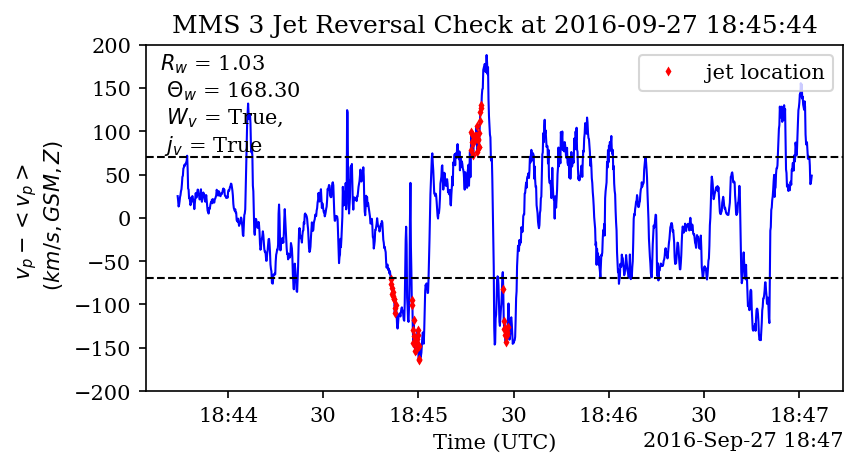 MMS 3 Jet Reversal Check at 2016-09-27 18:45:44
R_w = 1.03
Θ_w = 168.30
W_v = True,
j_v = True
jet location
v_p − <v_p>
(km/s, GSM, Z)
200
150
100
50
0
−50
−100
−150
−200
18:44 30 18:45 30 18:46 30 18:47
Time (UTC) 2016-Sep-27 18:47